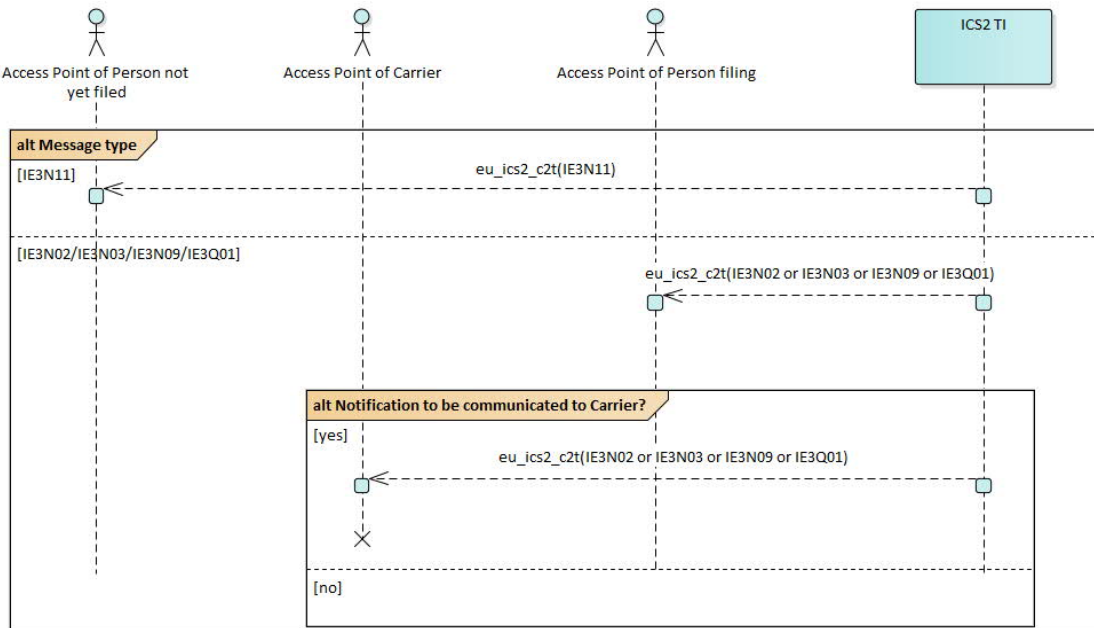 Access Point of Person not
yet filed
Access Point of Carrier
Access Point of Person filing
ICS2 TI
alt Message type
[IE3N11]
eu_ics2_c2t(IE3N11)
[IE3N02/IE3N03/IE3N09/IE3Q01]
eu_ics2_c2t(IE3N02 or IE3N03 or IE3N09 or IE3Q01)
alt Notification to be communicated to Carrier?
[yes]
eu_ics2_c2t(IE3N02 or IE3N03 or IE3N09 or IE3Q01)
[no]